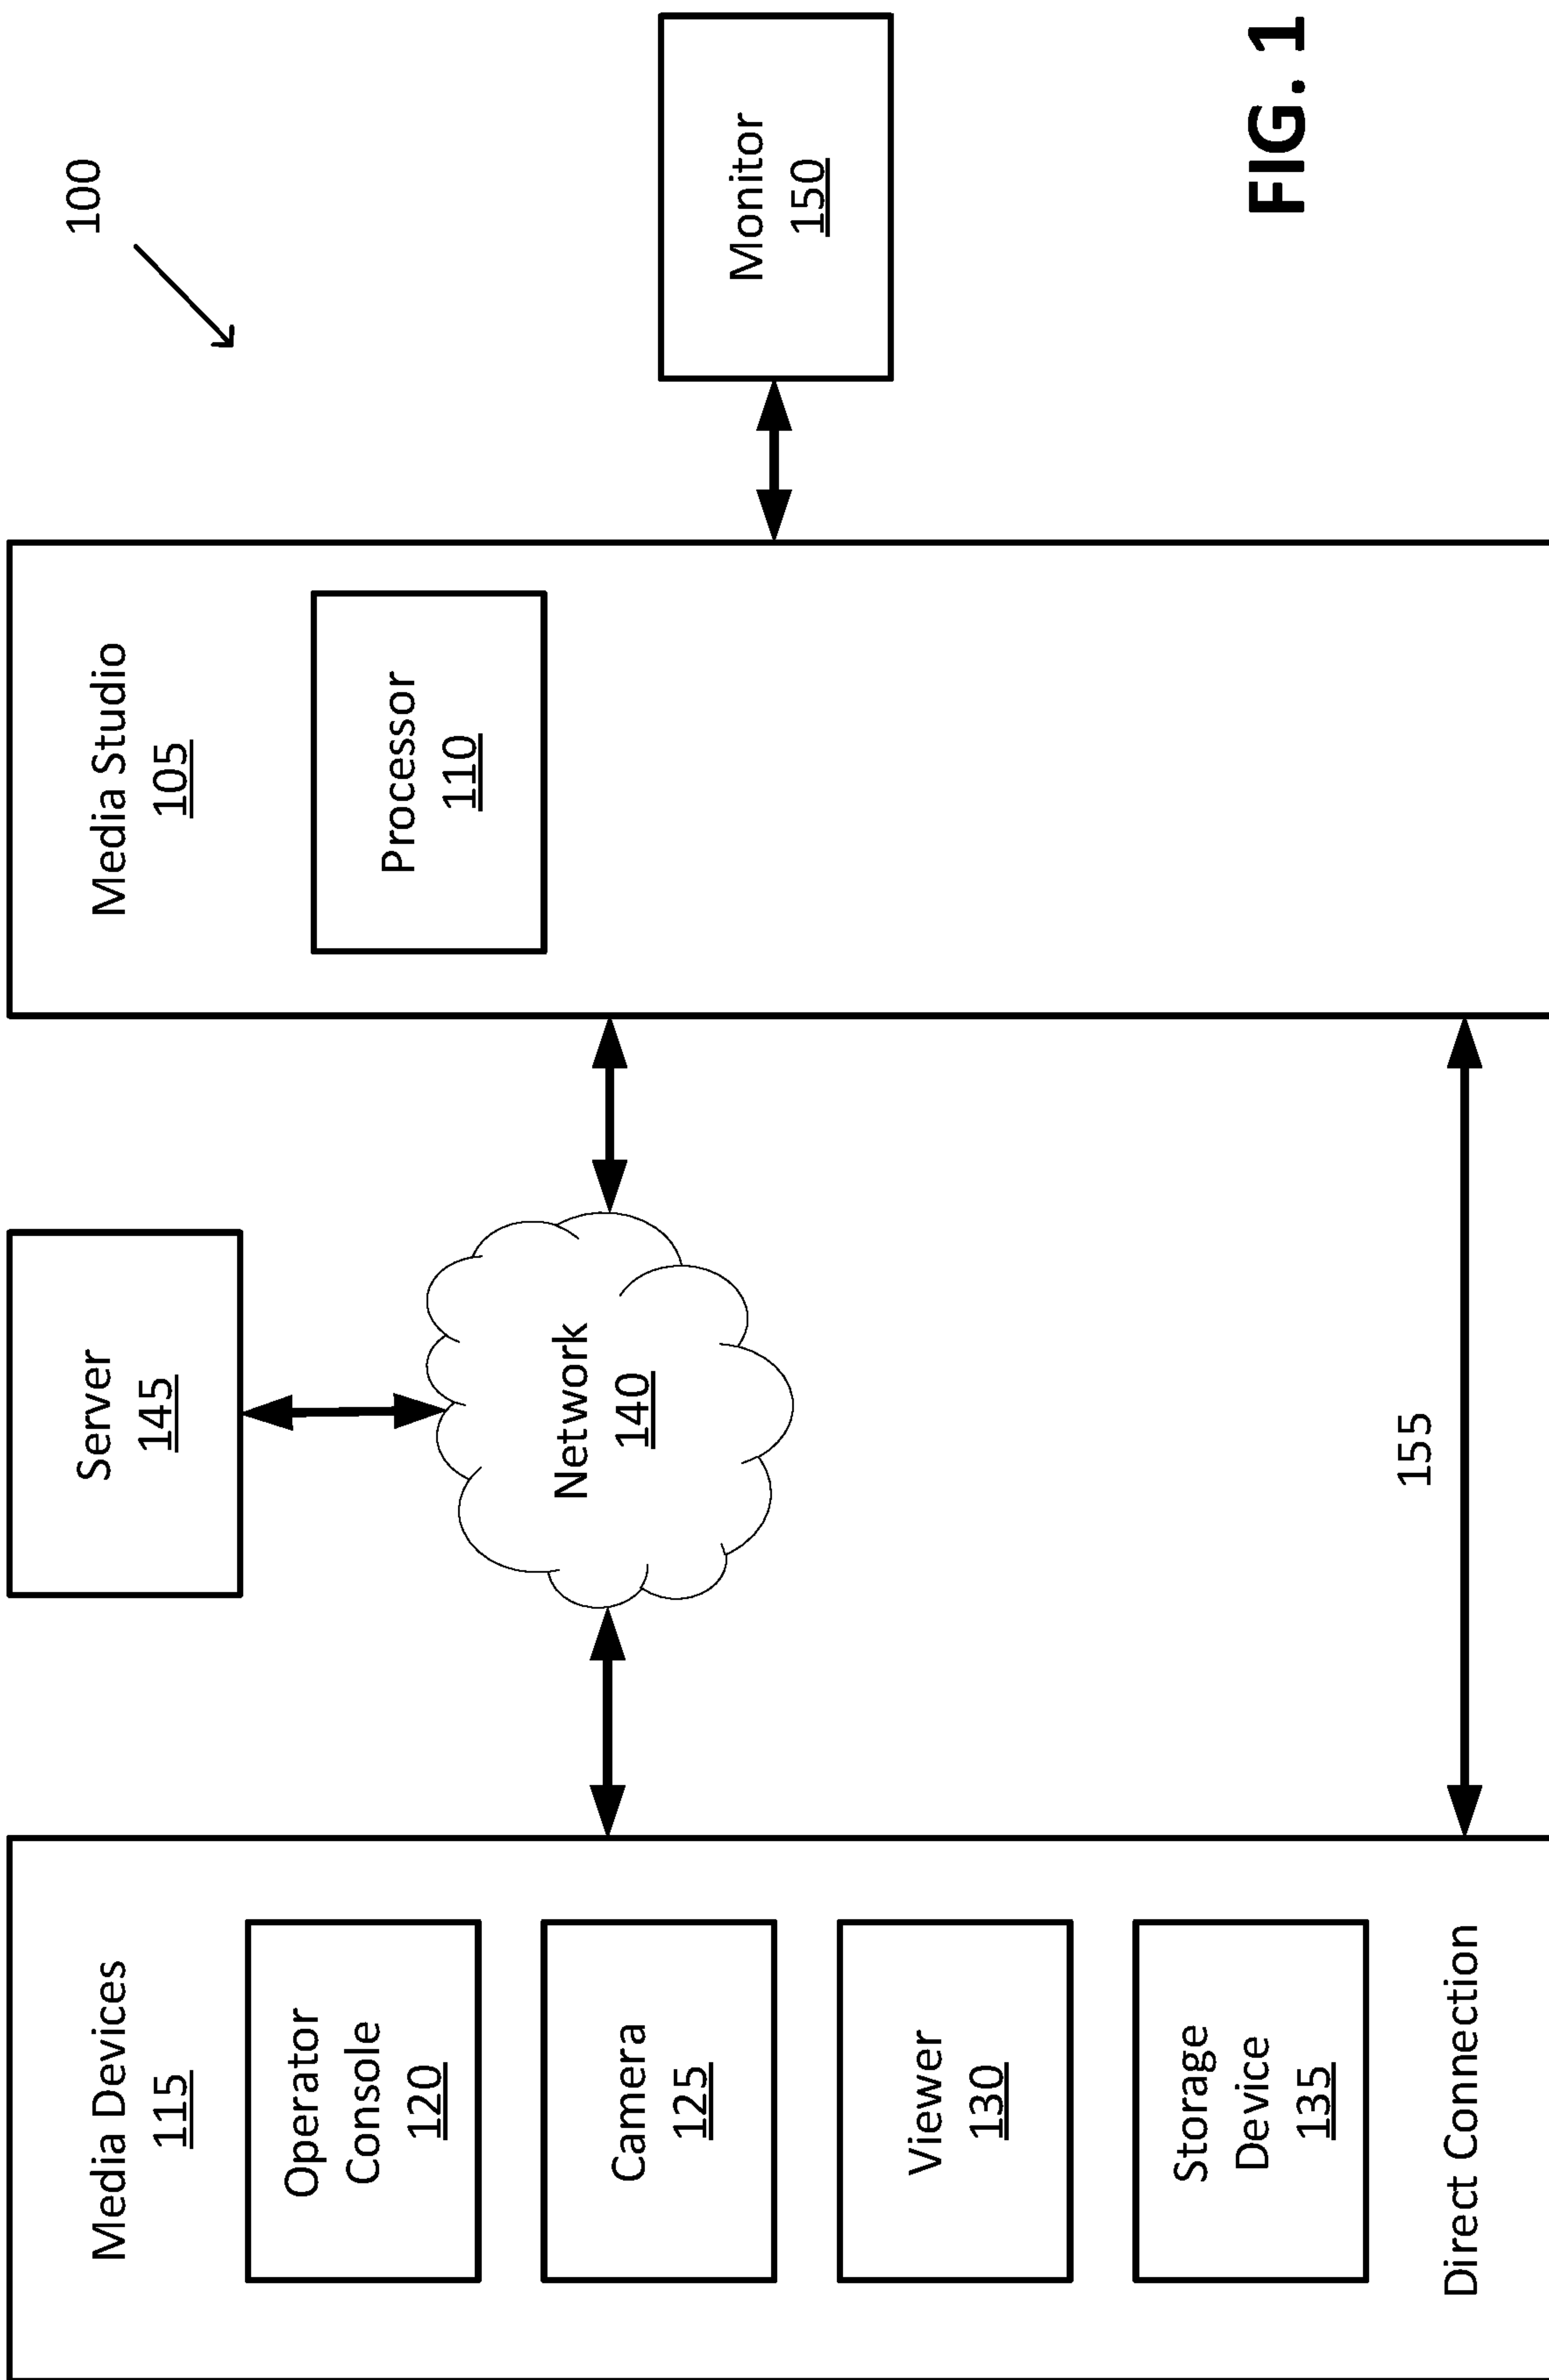 100
Media Devices
115
Operator
Console
120
Camera
125
Viewer
130
Storage
Device
135
Direct Connection
Server
145
Network
140
155
Media Studio
105
Processor
110
Monitor
150
FIG. 1